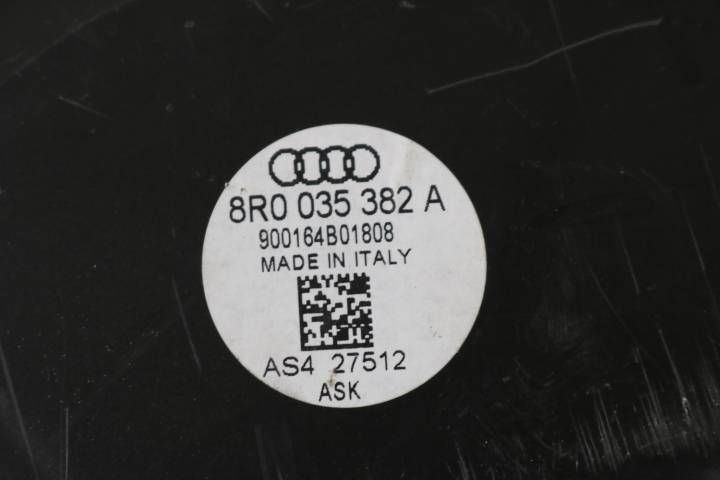 8R0 035 382 A
900164B01808
MADE IN ITALY
AS4 27512
ASK